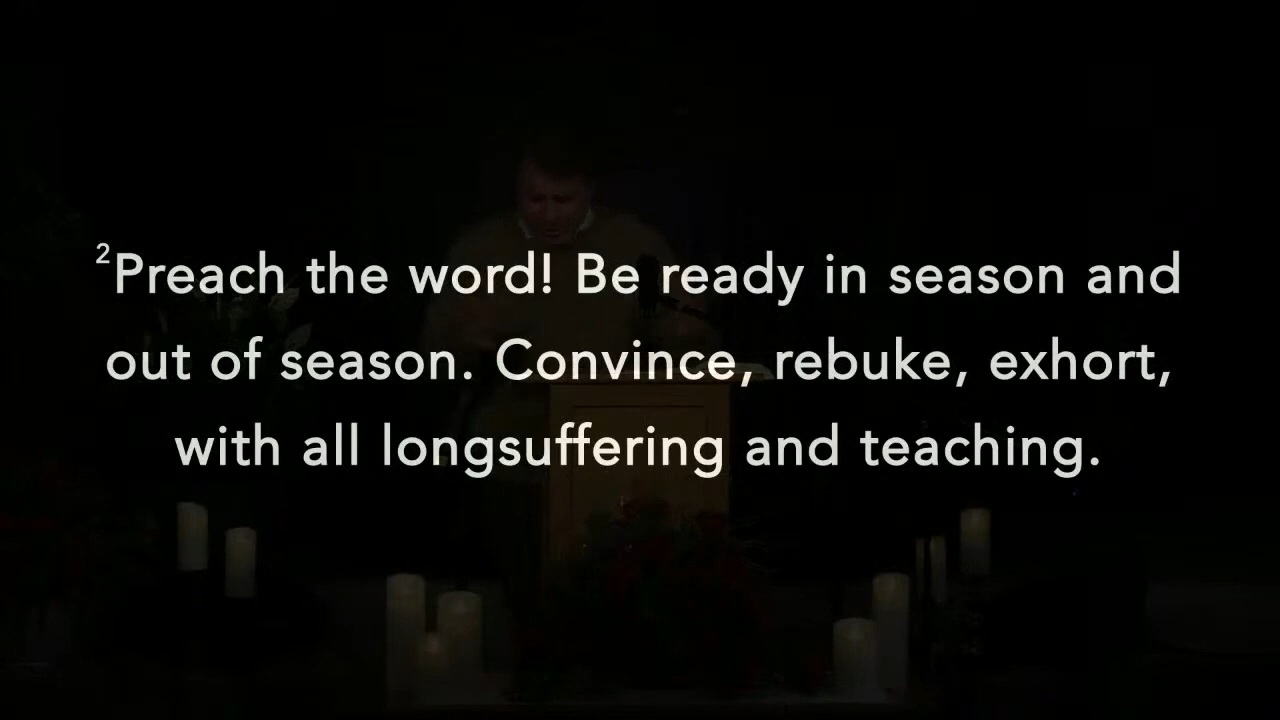 ²Preach the word! Be ready in season and
out of season. Convince, rebuke, exhort,
with all longsuffering and teaching.